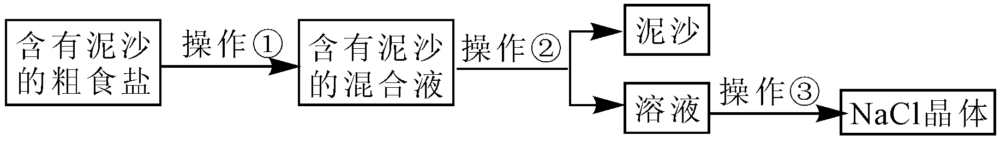 含有泥沙
的粗食盐
操作①
含有泥沙
的混合液
操作②
泥沙
溶液
操作③
NaCl晶体